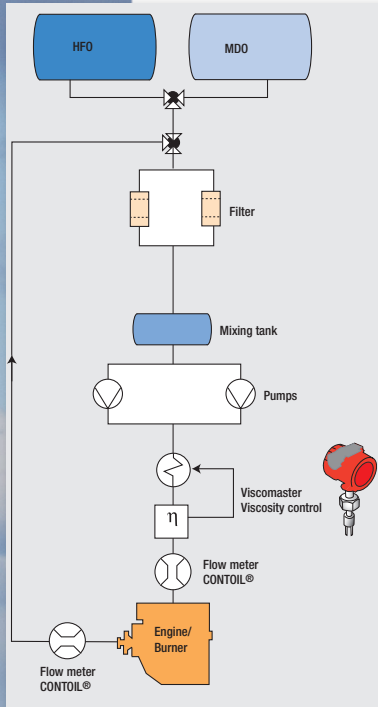 HFO
MDO
Filter
Mixing tank
Pumps
Viscomaster
Viscosity control
η
Flow meter
CONTOIL®
Engine/
Burner
Flow meter
CONTOIL®